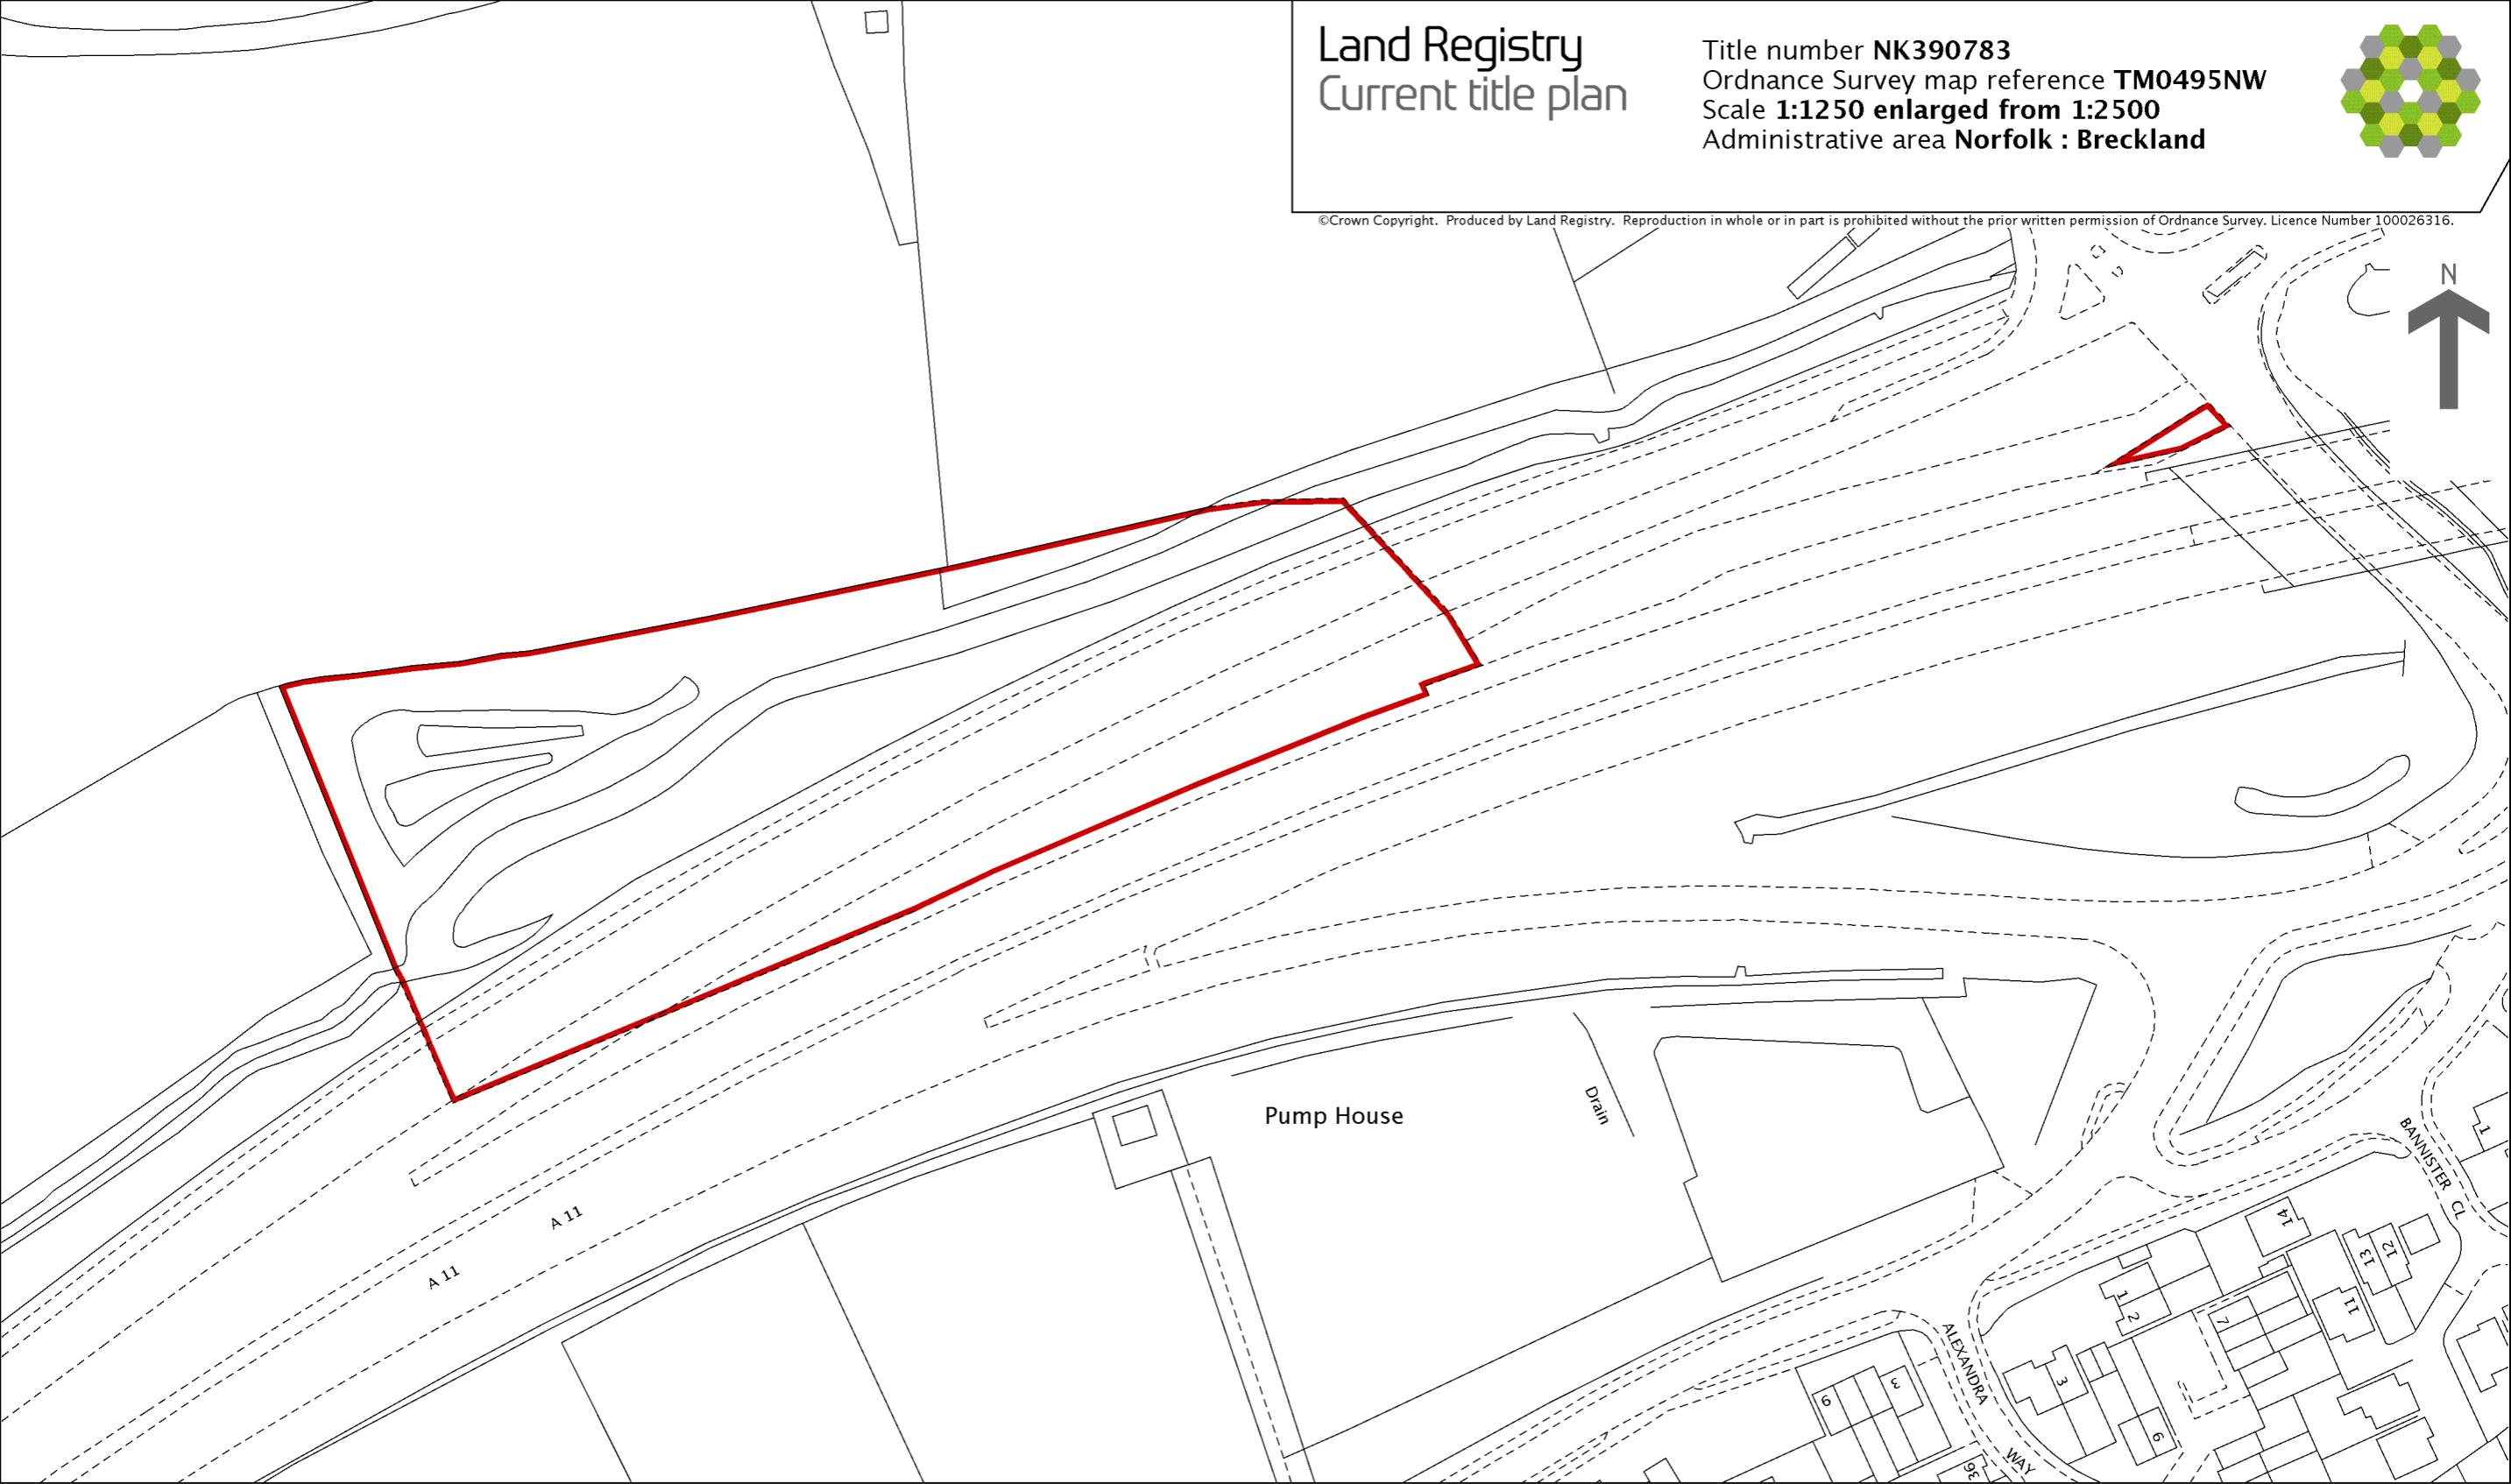 Land Registry
Current title plan
Title number NK390783
Ordnance Survey map reference TM0495NW
Scale 1:1250 enlarged from 1:2500
Administrative area Norfolk : Breckland
©Crown Copyright. Produced by Land Registry. Reproduction in whole or in part is prohibited without the prior written permission of Ordnance Survey. Licence Number 100026316.
N
Pump House
Drain
A 11
A 11
BANNISTER CL
1
14
13
12
11
1
2
7
3
6
ALEXANDRA
WAY
9
3
36